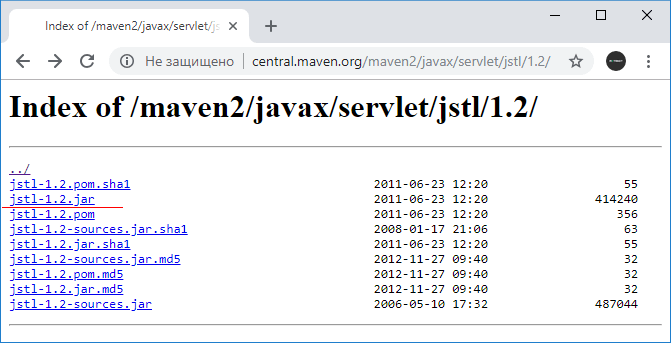 Index of /maven2/javax/servlet/js
Не защищено central.maven.org/maven2/javax/servlet/jstl/1.2/
Index of /maven2/javax/servlet/jstl/1.2/
../
jstl-1.2.pom.sha1 2011-06-23 12:20 55
jstl-1.2.jar 2011-06-23 12:20 414240
jstl-1.2.pom 2011-06-23 12:20 356
jstl-1.2-sources.jar.sha1 2008-01-17 21:06 63
jstl-1.2.jar.sha1 2011-06-23 12:20 55
jstl-1.2-sources.jar.md5 2012-11-27 09:40 32
jstl-1.2.pom.md5 2012-11-27 09:40 32
jstl-1.2.jar.md5 2012-11-27 09:40 32
jstl-1.2-sources.jar 2006-05-10 17:32 487044